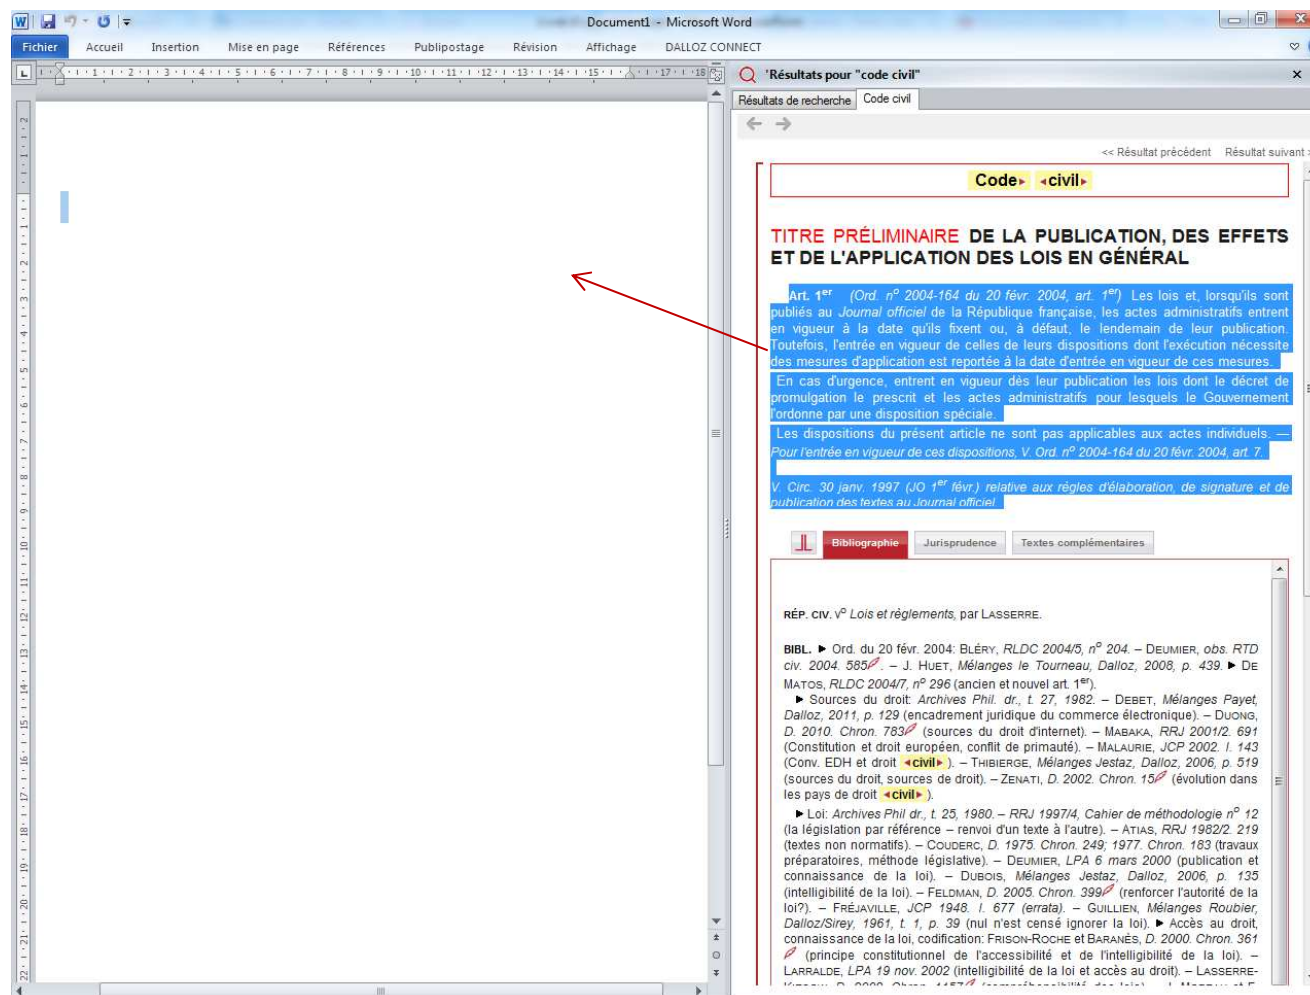 Document1 - Microsoft Word
Fichier Accueil Insertion Mise en page Références Publipostage Révision Affichage DALLOZ CONNECT
'Résultats pour "code civil"
Résultats de recherche Code civil
<< Résultat précédent Résultat suivant >
Code civil
TITRE PRÉLIMINAIRE DE LA PUBLICATION, DES EFFETS
ET DE L'APPLICATION DES LOIS EN GÉNÉRAL
Art. 1er (Ord. no 2004-164 du 20 févr. 2004, art. 1er) Les lois et, lorsqu'ils sont
publiés au Journal officiel de la République française, les actes administratifs entrent
en vigueur à la date qu'ils fixent ou, à défaut, le lendemain de leur publication.
Toutefois, l'entrée en vigueur de celles de leurs dispositions dont l'exécution nécessite
des mesures d'application est reportée à la date d'entrée en vigueur de ces mesures.
En cas d'urgence, entrent en vigueur dès leur publication les lois dont le décret de
promulgation le prescrit et les actes administratifs pour lesquels le Gouvernement
l'ordonne par une disposition spéciale.
Les dispositions du présent article ne sont pas applicables aux actes individuels. —
Pour l'entrée en vigueur de ces dispositions, V. Ord. no 2004-164 du 20 févr. 2004, art. 7.
V. Circ. 30 janv. 1997 (JO 1er févr.) relative aux règles d'élaboration, de signature et de
publication des textes au Journal officiel.
Bibliographie Jurisprudence Textes complémentaires
RÉP. CIV. Vo Lois et règlements, par LASSERRE.
BIBL. ► Ord. du 20 févr. 2004: BLÉRY, RLDC 2004/5, no 204. – DEUMIER, obs. RTD
civ. 2004. 585 . – J. HUET, Mélanges le Tourneau, Dalloz, 2008, p. 439. ► DE
MATOS, RLDC 2004/7, no 296 (ancien et nouvel art. 1er).
► Sources du droit: Archives Phil. dr., t. 27, 1982. – DEBET, Mélanges Payet,
Dalloz, 2011, p. 129 (encadrement juridique du commerce électronique). – DUONG,
D. 2010. Chron. 783 (sources du droit d'internet). – MABAKA, RRJ 2001/2. 691
(Constitution et droit européen, conflit de primauté). – MALAURIE, JCP 2002. I. 143
(Conv. EDH et droit civil ). – THIBIERGE, Mélanges Jestaz, Dalloz, 2006, p. 519
(sources du droit, sources de droit). – ZENATI, D. 2002. Chron. 15 (évolution dans
les pays de droit civil ).
► Loi: Archives Phil dr., t. 25, 1980. – RRJ 1997/4, Cahier de méthodologie no 12
(la législation par référence – renvoi d'un texte à l'autre). – ATIAS, RRJ 1982/2. 219
(textes non normatifs). – COUDERC, D. 1975. Chron. 249; 1977. Chron. 183 (travaux
préparatoires, méthode législative). – DEUMIER, LPA 6 mars 2000 (publication et
connaissance de la loi). – DUBOIS, Mélanges Jestaz, Dalloz, 2006, p. 135
(intelligibilité de la loi). – FELDMAN, D. 2005. Chron. 399 (renforcer l'autorité de la
loi?). – FRÉJAVILLE, JCP 1948. I. 677 (errata). – GUILLIEN, Mélanges Roubier,
Dalloz/Sirey, 1961, t. 1, p. 39 (nul n'est censé ignorer la loi). ► Accès au droit,
connaissance de la loi, codification: FRISON-ROCHE et BARANÈS, D. 2000. Chron. 361
(principe constitutionnel de l'accessibilité et de l'intelligibilité de la loi). –
LARRALDE, LPA 19 nov. 2002 (intelligibilité de la loi et accès au droit). – LASSERRE-